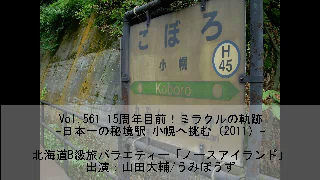 こぼろ
小幌
H
45
Koboro
Vol.561 15周年目前！ミラクルの軌跡
-日本一の秘境駅 小幌へ挑む（2011）-
北海道B級旅バラエティー「ノースアイランド」
出演：山田大輔/うみぼうず